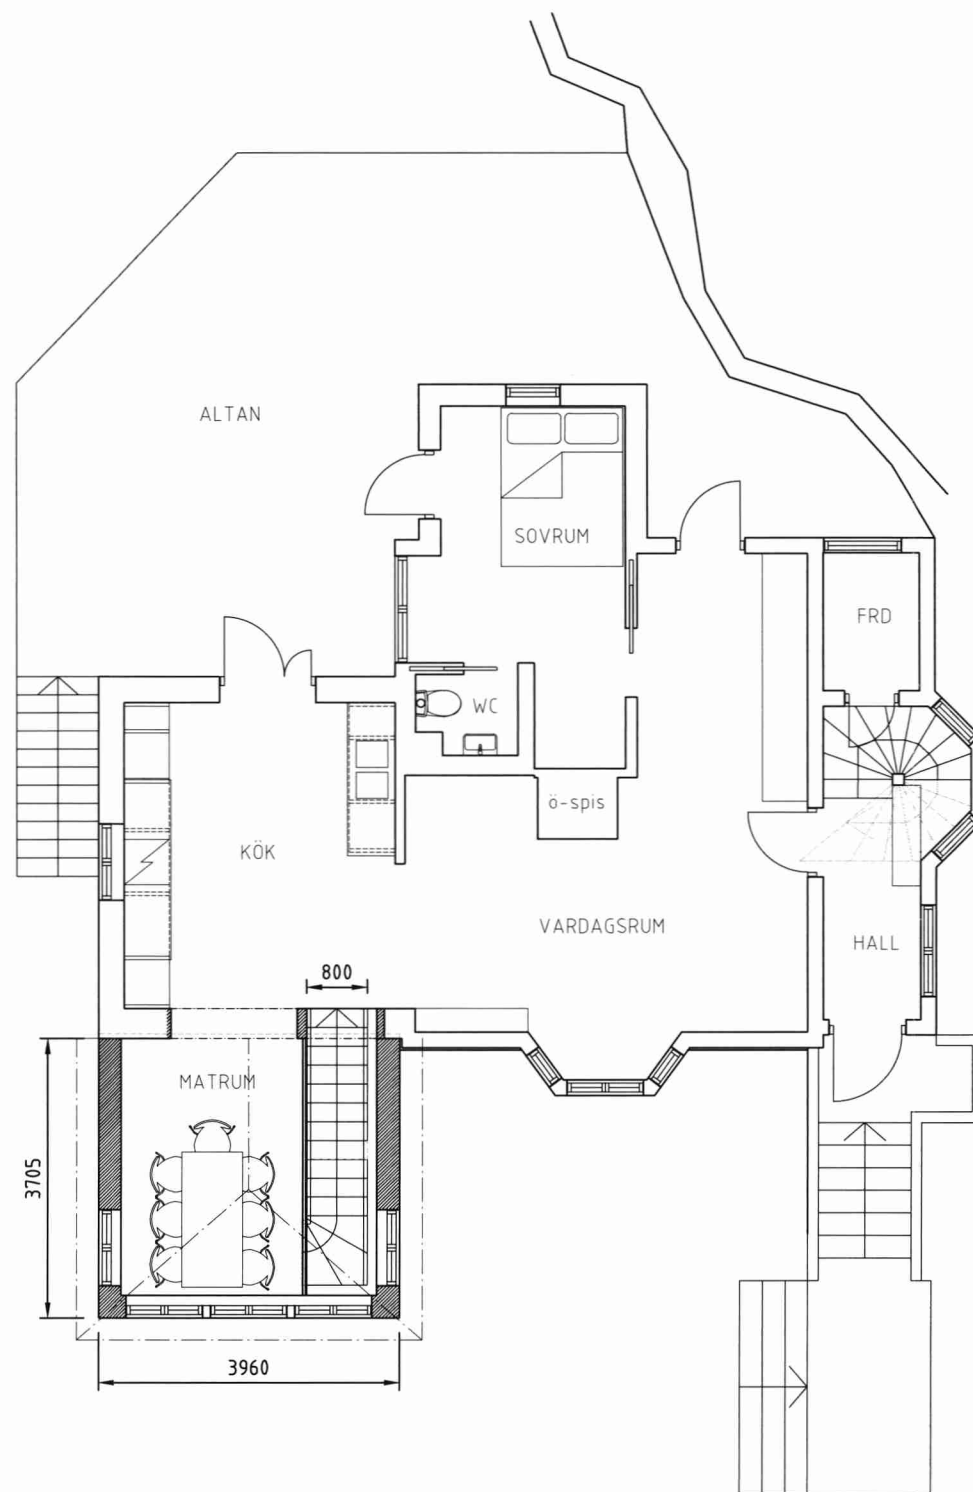 ALTAN
SOVRUM
FRD
WC
ö-spis
KÖK
VARDAGSRUM
HALL
800
MATRUM
3705
3960